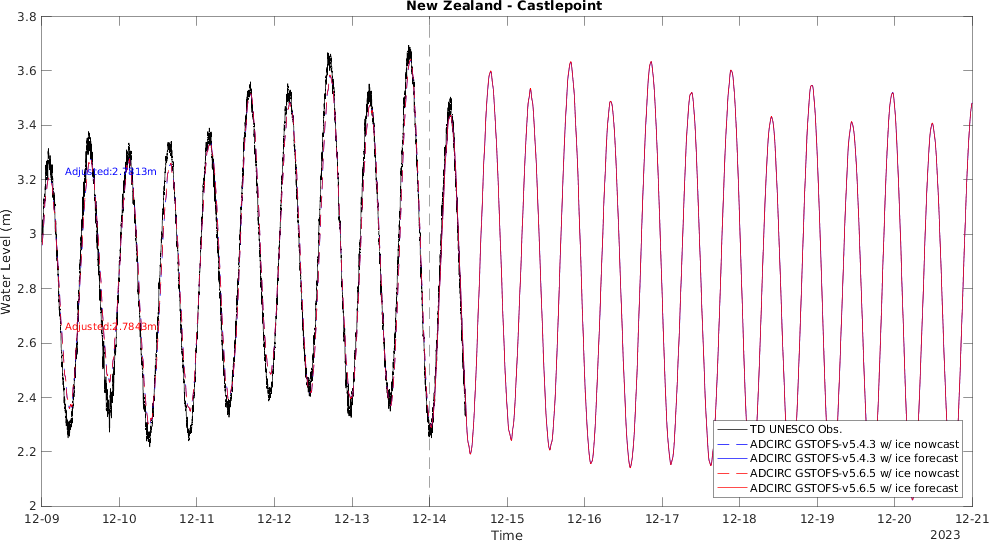 New Zealand - Castlepoint
Water Level (m)
3.8
3.6
3.4
3.2
3
2.8
2.6
2.4
2.2
2
Adjusted:2.7813m
Adjusted:2.7843m
TD UNESCO Obs.
ADCIRC GSTOFS-v5.4.3 w/ ice nowcast
ADCIRC GSTOFS-v5.4.3 w/ ice forecast
ADCIRC GSTOFS-v5.6.5 w/ ice nowcast
ADCIRC GSTOFS-v5.6.5 w/ ice forecast
12-09 12-10 12-11 12-12 12-13 12-14 12-15 12-16 12-17 12-18 12-19 12-20 12-21
Time
2023